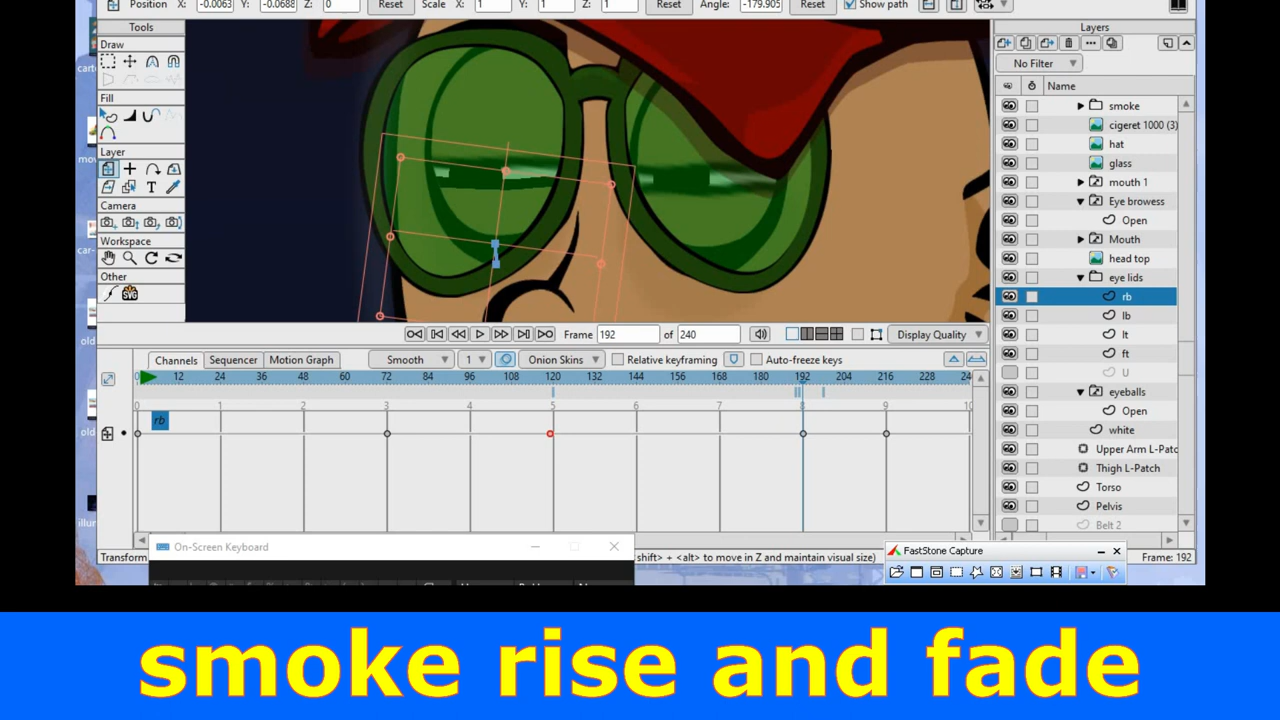 Position X: -0.0063 Y: -0.0688 Z: 0 Reset Scale X: 1 Y: 1 Z: 1 Reset Angle: -179.905 Reset Show path
Tools
Draw
Fill
Layer
Camera
Workspace
Other
Layers
No Filter
Name
smoke
cigeret 1000 (3)
hat
glass
mouth 1
Eye browess
Open
Mouth
head top
eye lids
rb
lb
lt
ft
U
eyeballs
Open
white
Upper Arm L-Patc
Thigh L-Patch
Torso
Pelvis
Belt 2
Frame 192 of 240 Display Quality
Channels Sequencer Motion Graph Smooth 1 Onion Skins Relative keyframing Auto-freeze keys
0 12 24 36 48 60 72 84 96 108 120 132 144 156 168 180 192 204 216 228 24
0 1 2 3 4 5 6 7 8 9 10
rb
Transform
On-Screen Keyboard
shift> + <alt> to move in Z and maintain visual size)
Frame: 192
FastStone Capture
smoke rise and fade